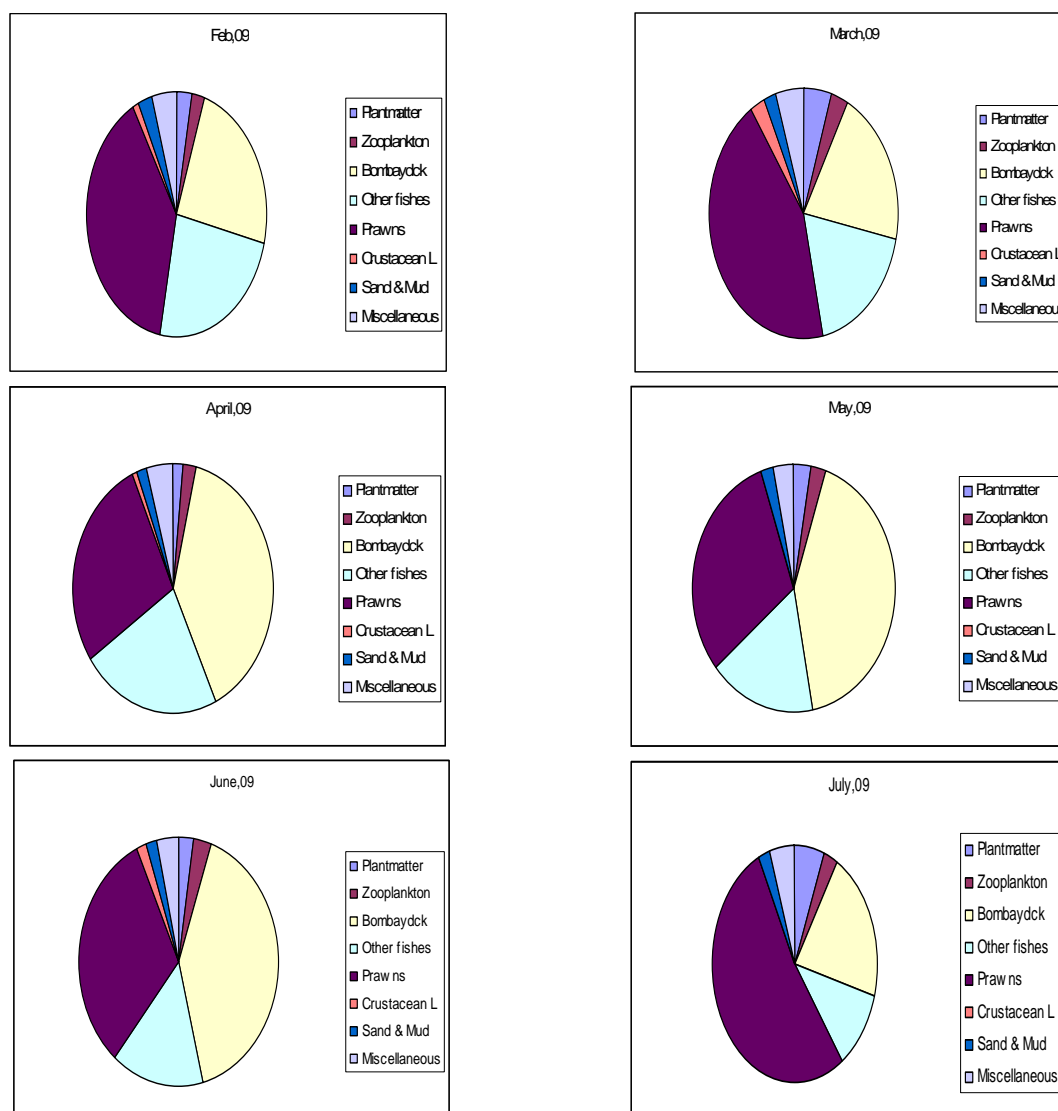 Feb,09
Plantmatter
Zooplankton
Bombaydck
Other fishes
Prawns
Crustacean L
Sand & Mud
Miscellaneous
March,09
Plantmatter
Zooplankton
Bombaydck
Other fishes
Prawns
Crustacean L
Sand & Mud
Miscellaneous
April,09
Plantmatter
Zooplankton
Bombaydck
Other fishes
Prawns
Crustacean L
Sand & Mud
Miscellaneous
May,09
Plantmatter
Zooplankton
Bombaydck
Other fishes
Prawns
Crustacean L
Sand & Mud
Miscellaneous
June,09
Plantmatter
Zooplankton
Bombaydck
Other fishes
Prawns
Crustacean L
Sand & Mud
Miscellaneous
July,09
Plantmatter
Zooplankton
Bombaydck
Other fishes
Prawns
Crustacean L
Sand & Mud
Miscellaneous